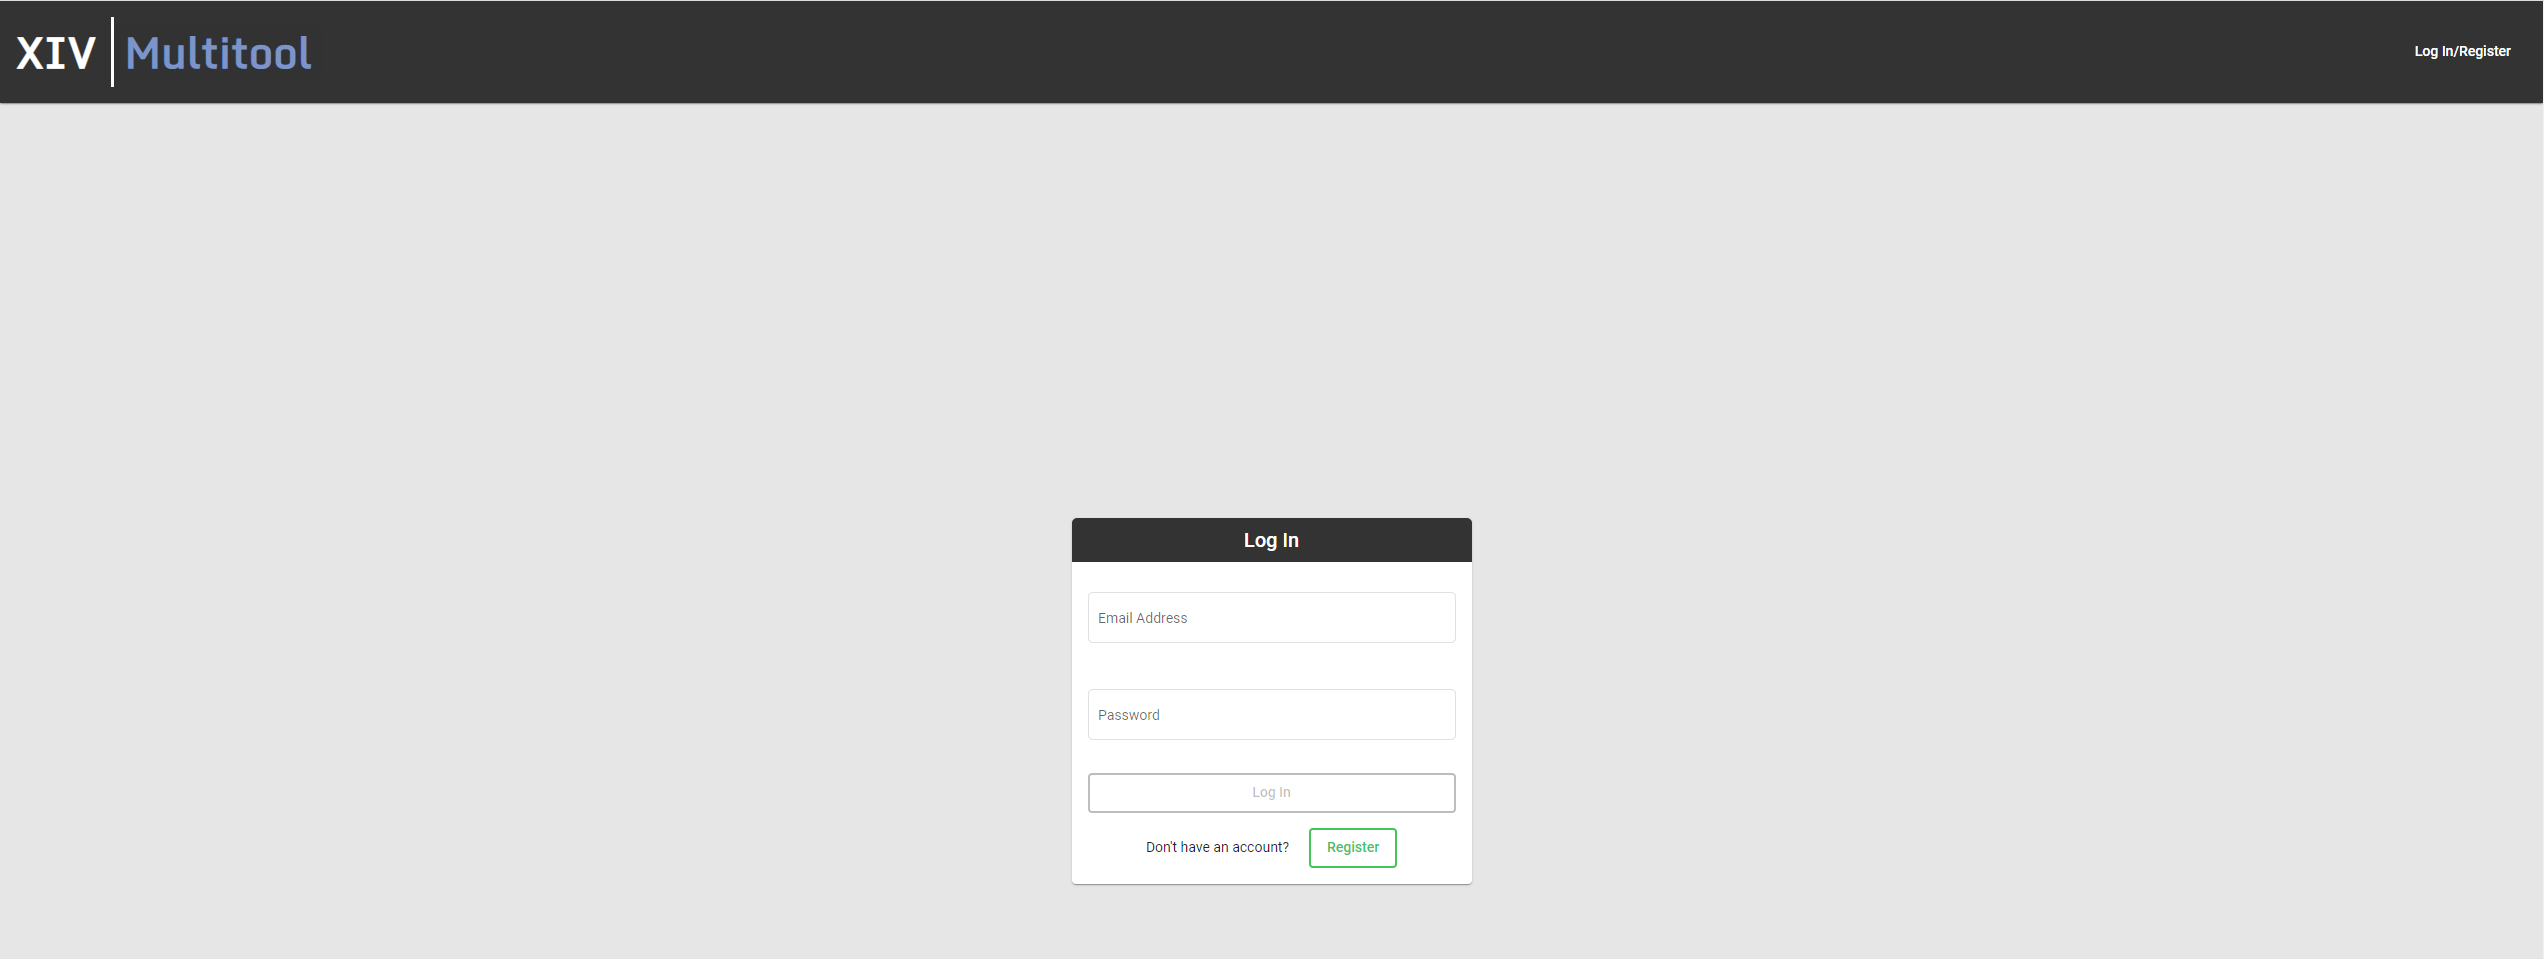 XIV Multitool
Log In/Register
Log In
Email Address
Password
Log In
Don't have an account? Register